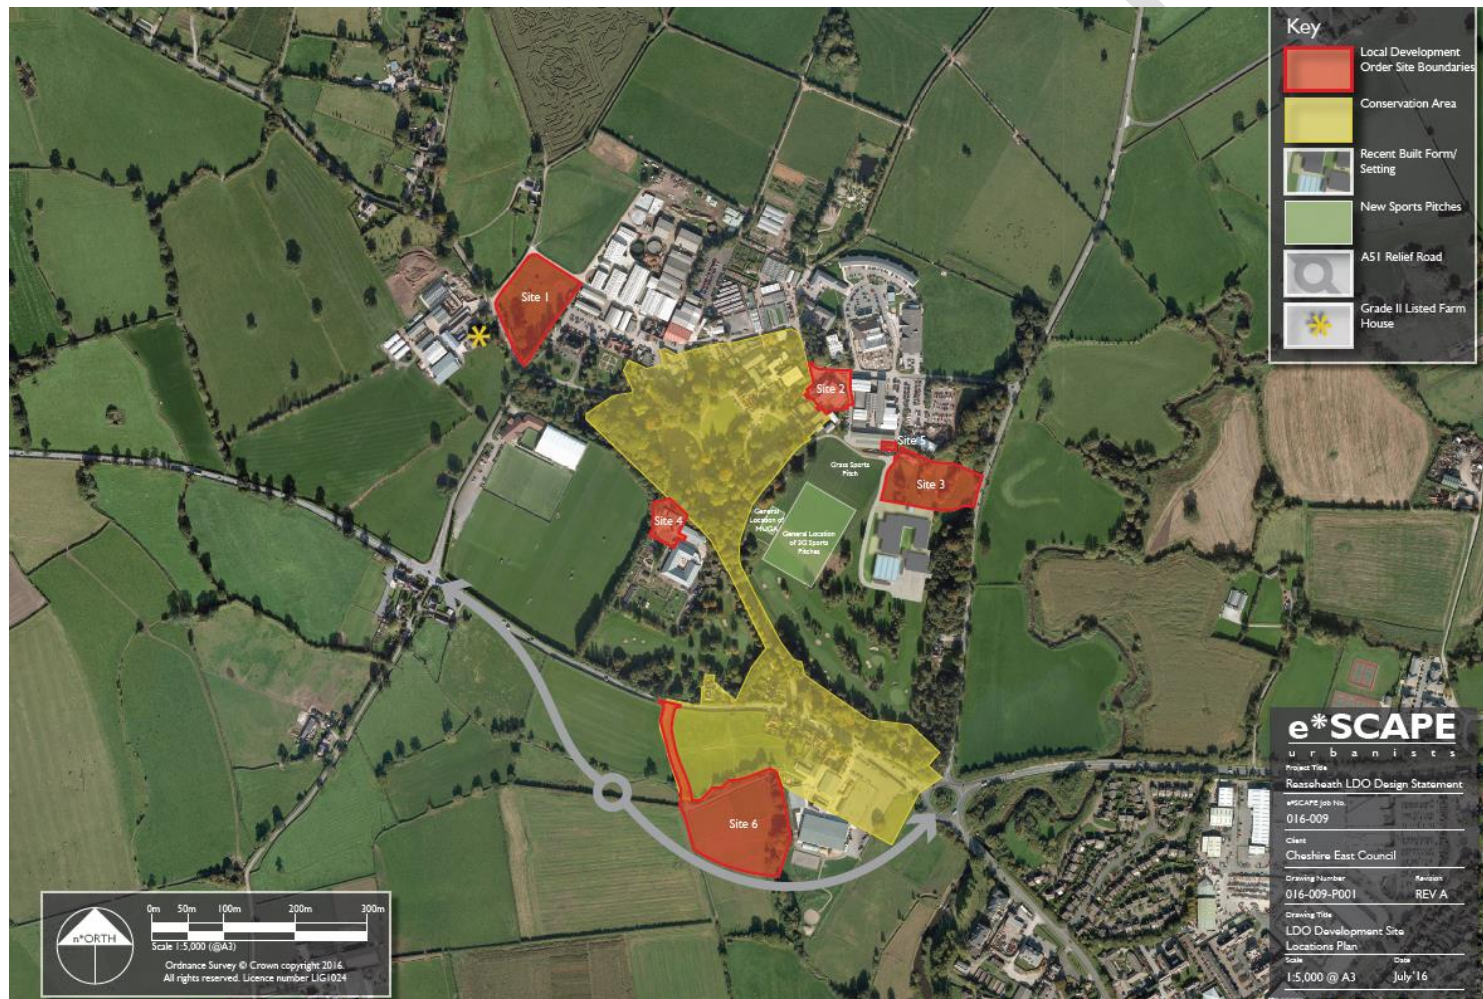 Key
Local Development
Order Site Boundaries
Conservation Area
Recent Built Form/
Setting
New Sports Pitches
A51 Relief Road
Grade II Listed Farm
House
Site 1
Site 2
Site 5
Grass Sports
Pitch
Site 3
Site 4
General
Location of
MUGA
General Location
of 3G Sports
Pitches
Site 6
e*SCAPE
urbanists
Project Title
Reaseheath LDO Design Statement
e*SCAPE Job No.
016-009
Client
Cheshire East Council
Drawing Number Revision
016-009-P001 REV A
Drawing Title
LDO Development Site
Locations Plan
Scale Date
1:5,000 @ A3 July '16
n*ORTH
0m 50m 100m 200m 300m
Scale 1:5,000 (@A3)
Ordnance Survey © Crown copyright 2016.
All rights reserved. Licence number LIG1024